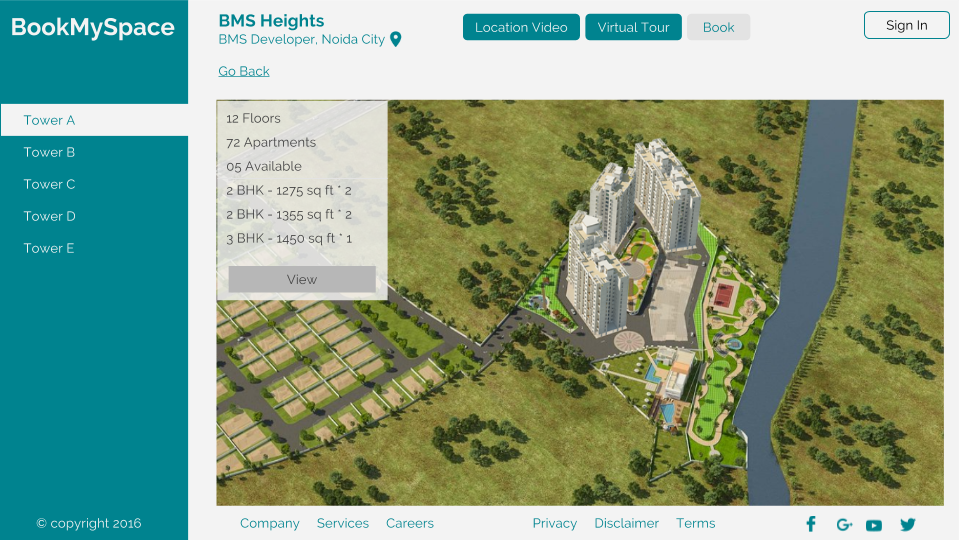 BookMySpace
Tower A
Tower B
Tower C
Tower D
Tower E
© copyright 2016
BMS Heights
BMS Developer, Noida City
Location Video
Virtual Tour
Book
Sign In
Go Back
12 Floors
72 Apartments
05 Available
2 BHK - 1275 sq ft * 2
2 BHK - 1355 sq ft * 2
3 BHK - 1450 sq ft * 1
View
Company Services Careers
Privacy Disclaimer Terms